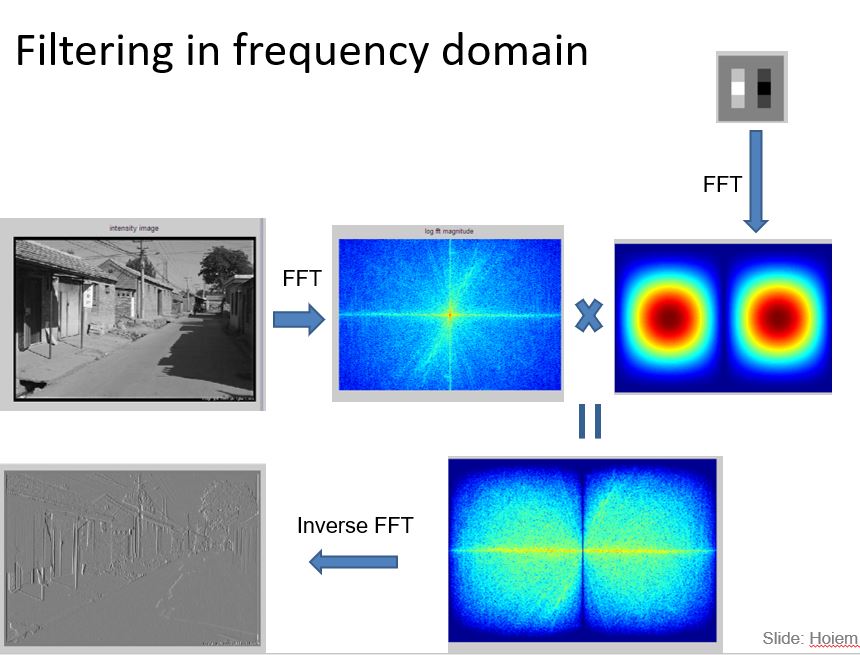 Filtering in frequency domain
FFT
intensity image
log fft magnitude
FFT
Inverse FFT
Slide: Hoiem